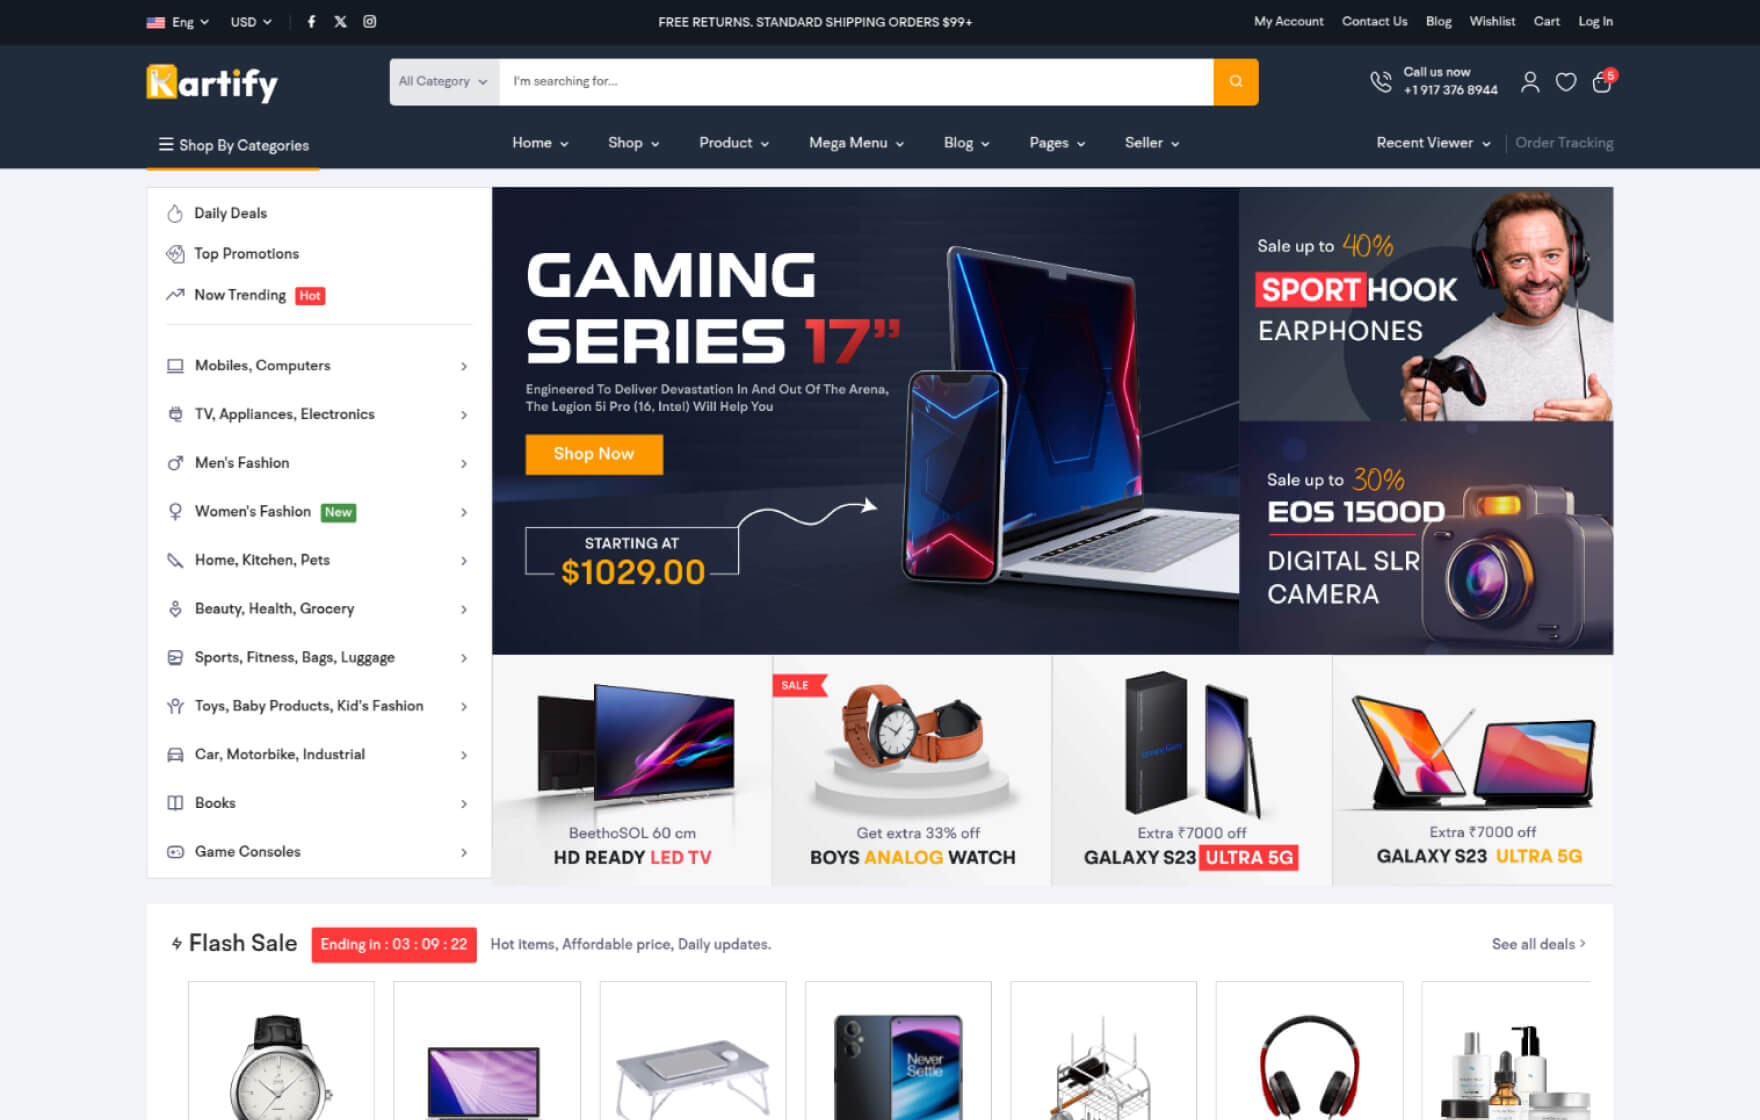 Eng
USD
FREE RETURNS. STANDARD SHIPPING ORDERS $99+
My Account
Contact Us
Blog
Wishlist
Cart
Log In
Kartify
All Category
I'm searching for...
Call us now
+1 917 376 8944
5
Shop By Categories
Home
Shop
Product
Mega Menu
Blog
Pages
Seller
Recent Viewer
Order Tracking
Daily Deals
Top Promotions
Now Trending Hot
Mobiles, Computers
TV, Appliances, Electronics
Men's Fashion
Women's Fashion New
Home, Kitchen, Pets
Beauty, Health, Grocery
Sports, Fitness, Bags, Luggage
Toys, Baby Products, Kid's Fashion
Car, Motorbike, Industrial
Books
Game Consoles
GAMING
SERIES 17”
Engineered To Deliver Devastation In And Out Of The Arena,
The Legion 5i Pro (16, Intel) Will Help You
Shop Now
STARTING AT
$1029.00
Sale up to 40%
SPORT HOOK
EARPHONES
Sale up to 30%
EOS 1500D
DIGITAL SLR
CAMERA
BeethoSOL 60 cm
HD READY LED TV
SALE
Get extra 33% off
BOYS ANALOG WATCH
Extra ₹7000 off
GALAXY S23 ULTRA 5G
Extra ₹7000 off
GALAXY S23 ULTRA 5G
Flash Sale
Ending in : 03 : 09 : 22
Hot items, Affordable price, Daily updates.
See all deals
Never
Settle